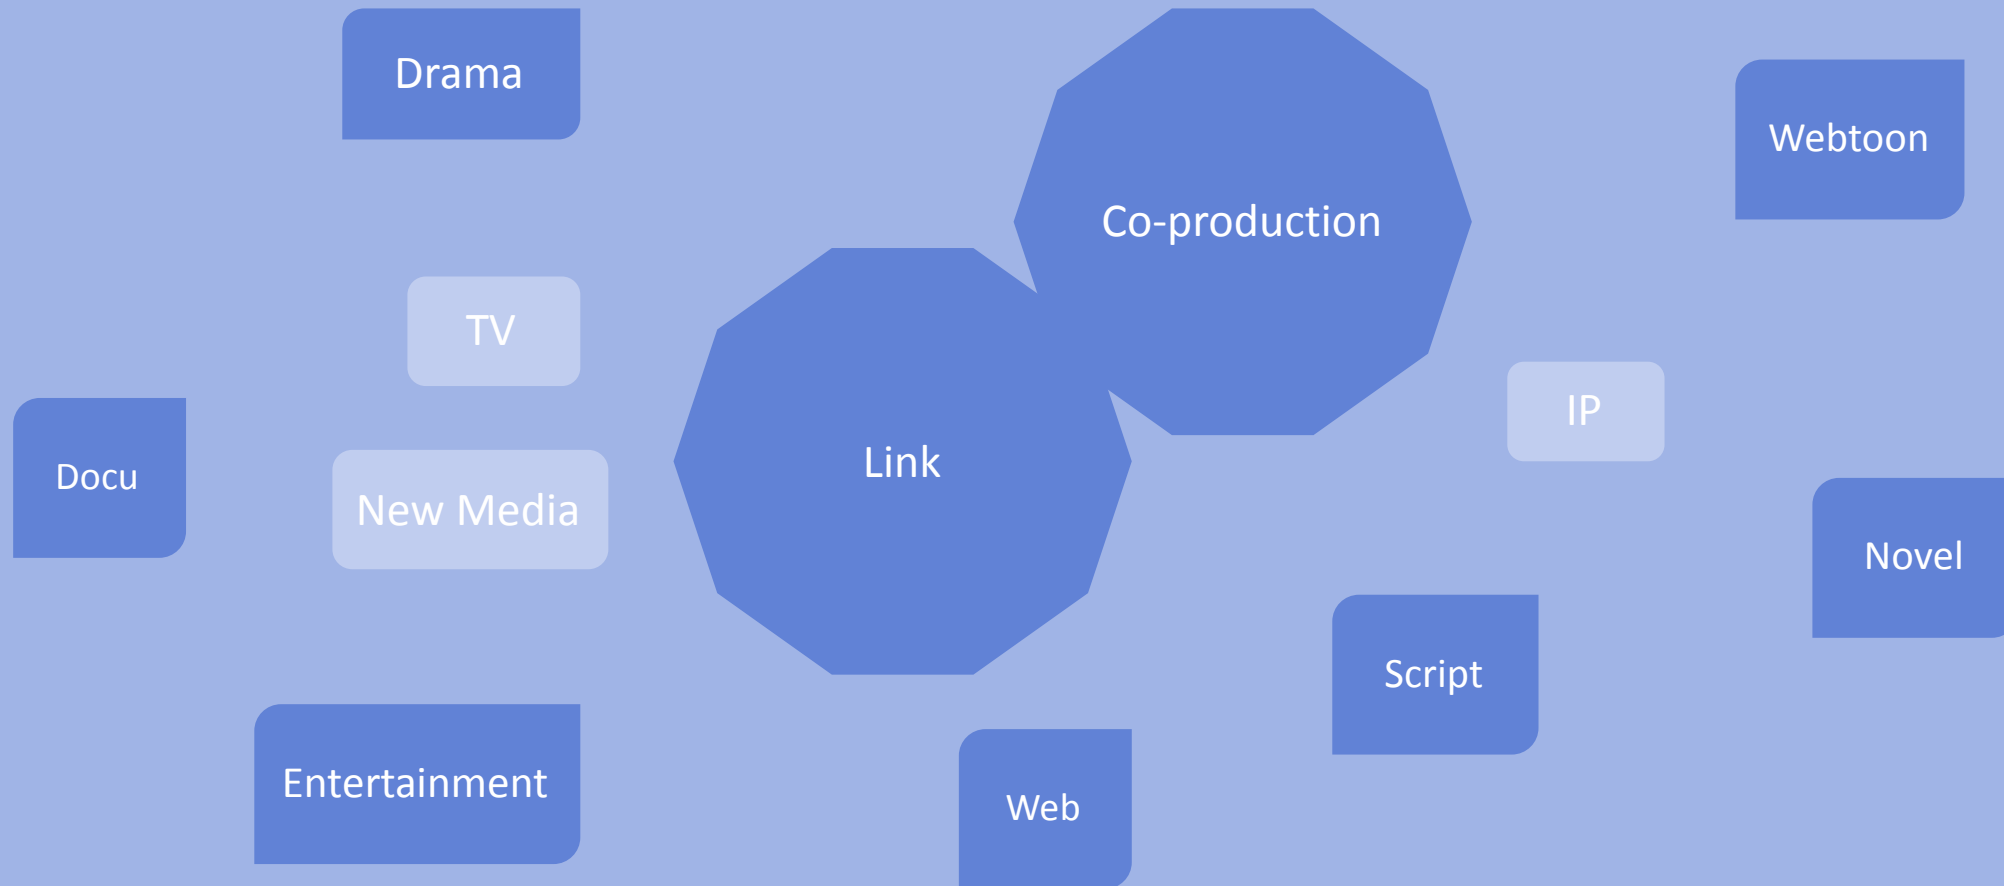 Drama
Webtoon
Co-production
TV
IP
Link
Docu
New Media
Novel
Script
Entertainment
Web